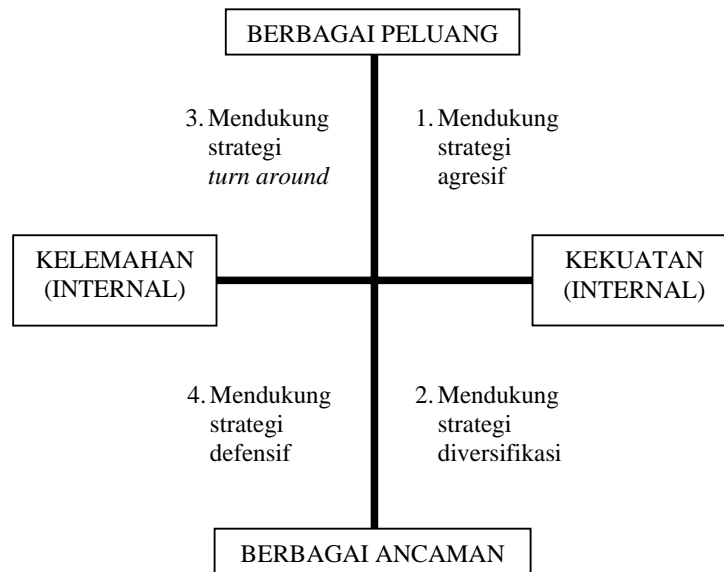 BERBAGAI PELUANG
3. Mendukung
strategi
turn around
1. Mendukung
strategi
agresif
KELEMAHAN
(INTERNAL)
KEKUATAN
(INTERNAL)
4. Mendukung
strategi
defensif
2. Mendukung
strategi
diversifikasi
BERBAGAI ANCAMAN